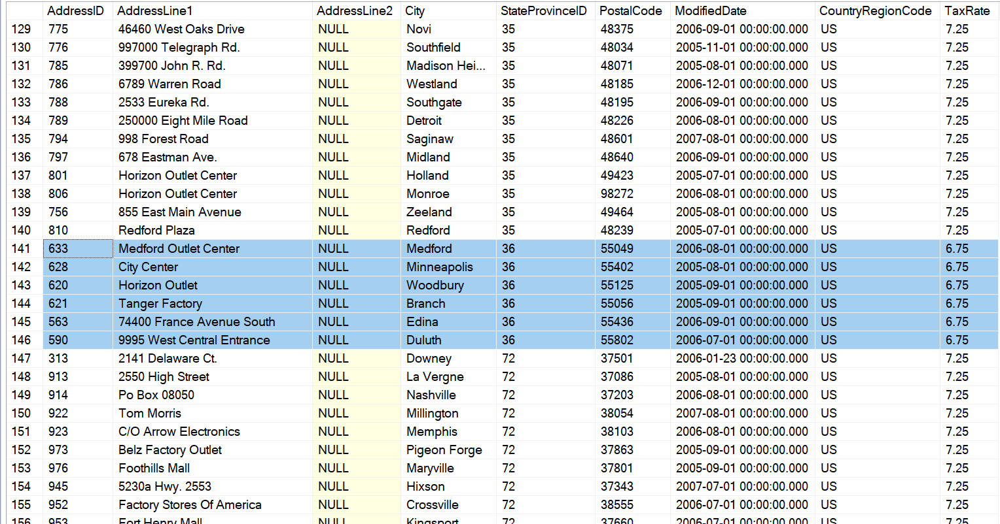 AddressID AddressLine1 AddressLine2 City StateProvinceID PostalCode ModifiedDate CountryRegionCode TaxRate
129 775 46460 West Oaks Drive NULL Novi 35 48375 2006-09-01 00:00:00.000 US 7.25
130 776 997000 Telegraph Rd. NULL Southfield 35 48034 2005-11-01 00:00:00.000 US 7.25
131 785 399700 John R. Rd. NULL Madison Hei... 35 48071 2005-08-01 00:00:00.000 US 7.25
132 786 6789 Warren Road NULL Westland 35 48185 2006-12-01 00:00:00.000 US 7.25
133 788 2533 Eureka Rd. NULL Southgate 35 48195 2006-09-01 00:00:00.000 US 7.25
134 789 250000 Eight Mile Road NULL Detroit 35 48226 2006-08-01 00:00:00.000 US 7.25
135 794 998 Forest Road NULL Saginaw 35 48601 2007-08-01 00:00:00.000 US 7.25
136 797 678 Eastman Ave. NULL Midland 35 48640 2006-09-01 00:00:00.000 US 7.25
137 801 Horizon Outlet Center NULL Holland 35 49423 2005-07-01 00:00:00.000 US 7.25
138 806 Horizon Outlet Center NULL Monroe 35 98272 2006-08-01 00:00:00.000 US 7.25
139 756 855 East Main Avenue NULL Zeeland 35 49464 2005-08-01 00:00:00.000 US 7.25
140 810 Redford Plaza NULL Redford 35 48239 2005-07-01 00:00:00.000 US 7.25
141 633 Medford Outlet Center NULL Medford 36 55049 2006-08-01 00:00:00.000 US 6.75
142 628 City Center NULL Minneapolis 36 55402 2005-08-01 00:00:00.000 US 6.75
143 620 Horizon Outlet NULL Woodbury 36 55125 2005-09-01 00:00:00.000 US 6.75
144 621 Tanger Factory NULL Branch 36 55056 2005-09-01 00:00:00.000 US 6.75
145 563 74400 France Avenue South NULL Edina 36 55436 2006-09-01 00:00:00.000 US 6.75
146 590 9995 West Central Entrance NULL Duluth 36 55802 2006-07-01 00:00:00.000 US 6.75
147 313 2141 Delaware Ct. NULL Downey 72 37501 2006-01-23 00:00:00.000 US 7.25
148 913 2550 High Street NULL La Vergne 72 37086 2005-08-01 00:00:00.000 US 7.25
149 914 Po Box 08050 NULL Nashville 72 37203 2006-08-01 00:00:00.000 US 7.25
150 922 Tom Morris NULL Millington 72 38054 2007-08-01 00:00:00.000 US 7.25
151 923 C/O Arrow Electronics NULL Memphis 72 38103 2006-08-01 00:00:00.000 US 7.25
152 973 Belz Factory Outlet NULL Pigeon Forge 72 37863 2005-09-01 00:00:00.000 US 7.25
153 976 Foothills Mall NULL Maryville 72 37801 2005-09-01 00:00:00.000 US 7.25
154 945 5230a Hwy. 2553 NULL Hixson 72 37343 2007-07-01 00:00:00.000 US 7.25
155 952 Factory Stores Of America NULL Crossville 72 38555 2006-07-01 00:00:00.000 US 7.25
156 953 Fort Henry Mall NULL Kingsport 72 37660 2006-08-01 00:00:00.000 US 7.25